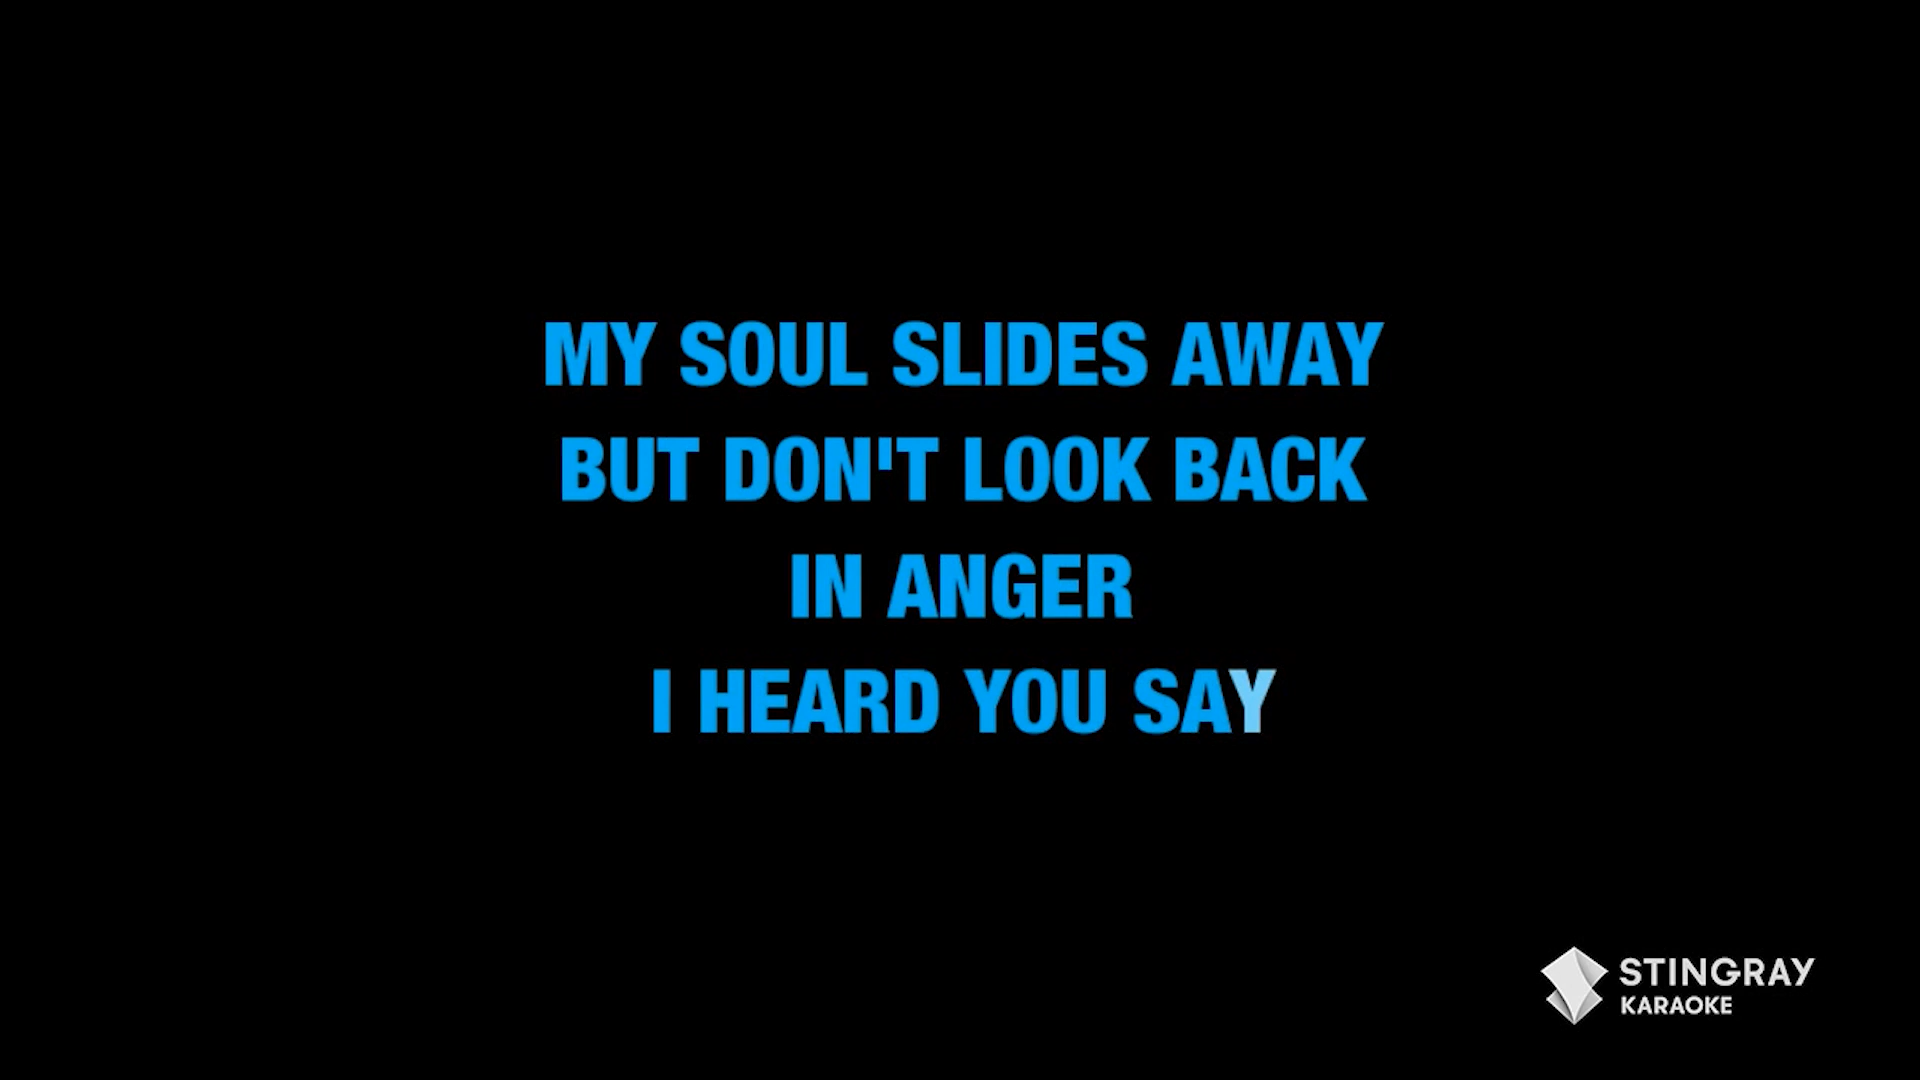 MY SOUL SLIDES AWAY
BUT DON'T LOOK BACK
IN ANGER
I HEARD YOU SAY
STINGRAY
KARAOKE